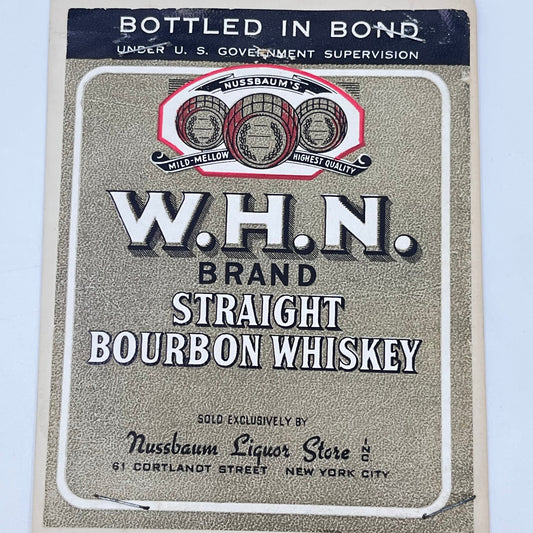 BOTTLED IN BOND
UNDER U. S. GOVERNMENT SUPERVISION
NUSSBAUM'S
MILD-MELLOW HIGHEST QUALITY
W.H.N.
BRAND
STRAIGHT
BOURBON WHISKEY
SOLD EXCLUSIVELY BY
Nussbaum Liquor Store INC
61 CORTLANDT STREET NEW YORK CITY